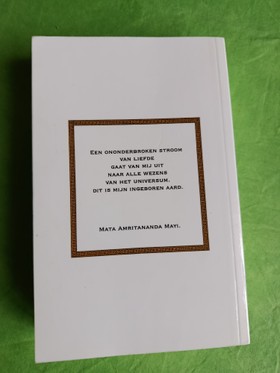 Een ononderbroken stroom
van liefde
gaat van mij uit
naar alle wezens
van het universum.
Dit is mijn ingeboren aard.
Mata Amritananda Mayi.